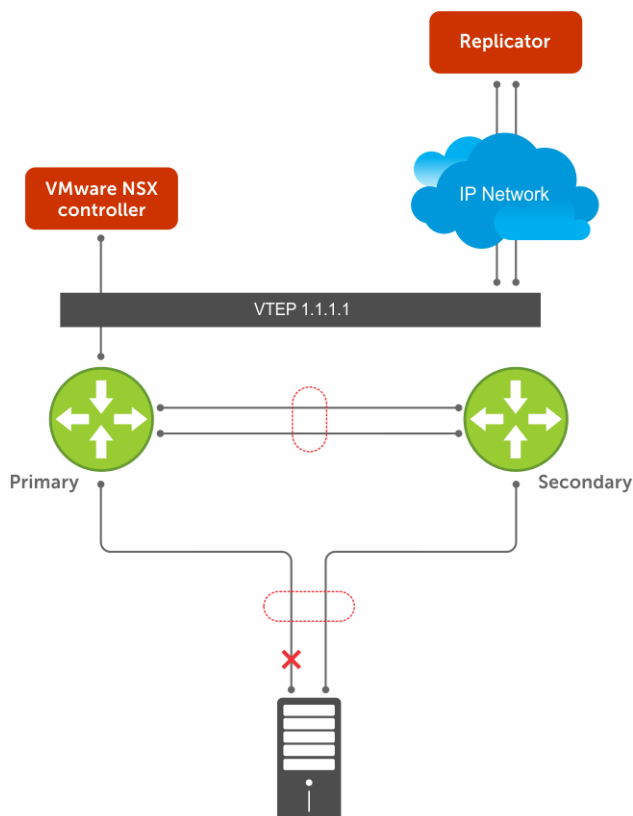 Replicator
VMware NSX
controller
IP Network
VTEP 1.1.1.1
Primary
Secondary